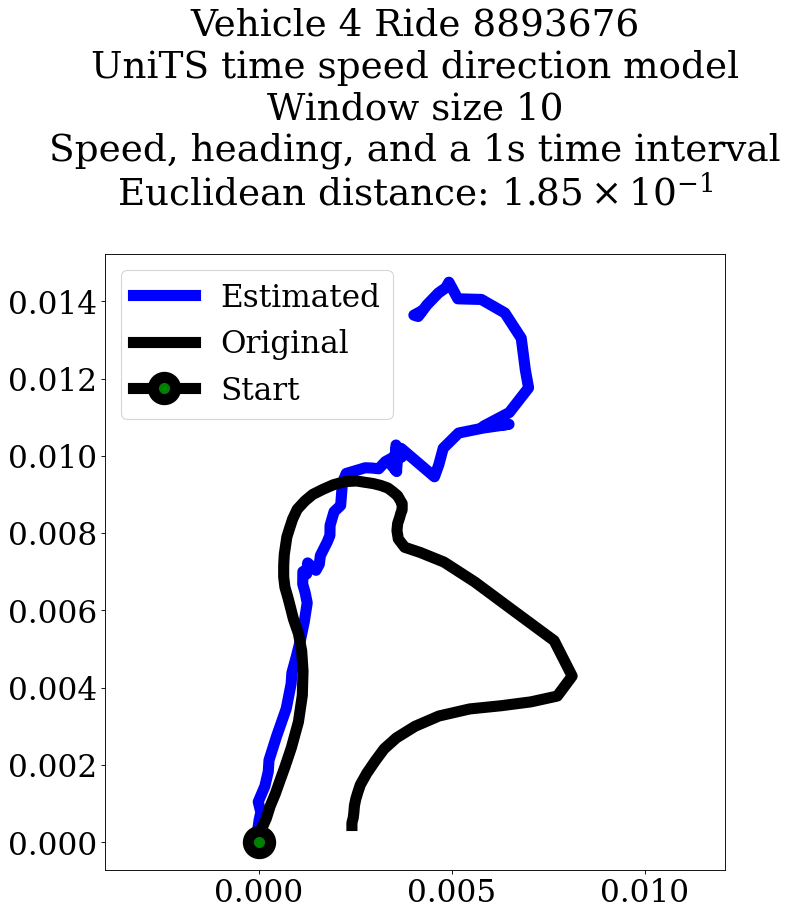 Vehicle 4 Ride 8893676
UniTS time speed direction model
Window size 10
Speed, heading, and a 1s time interval
Euclidean distance: 1.85 × 10⁻¹
Estimated
Original
Start
0.014
0.012
0.010
0.008
0.006
0.004
0.002
0.000
0.000 0.005 0.010